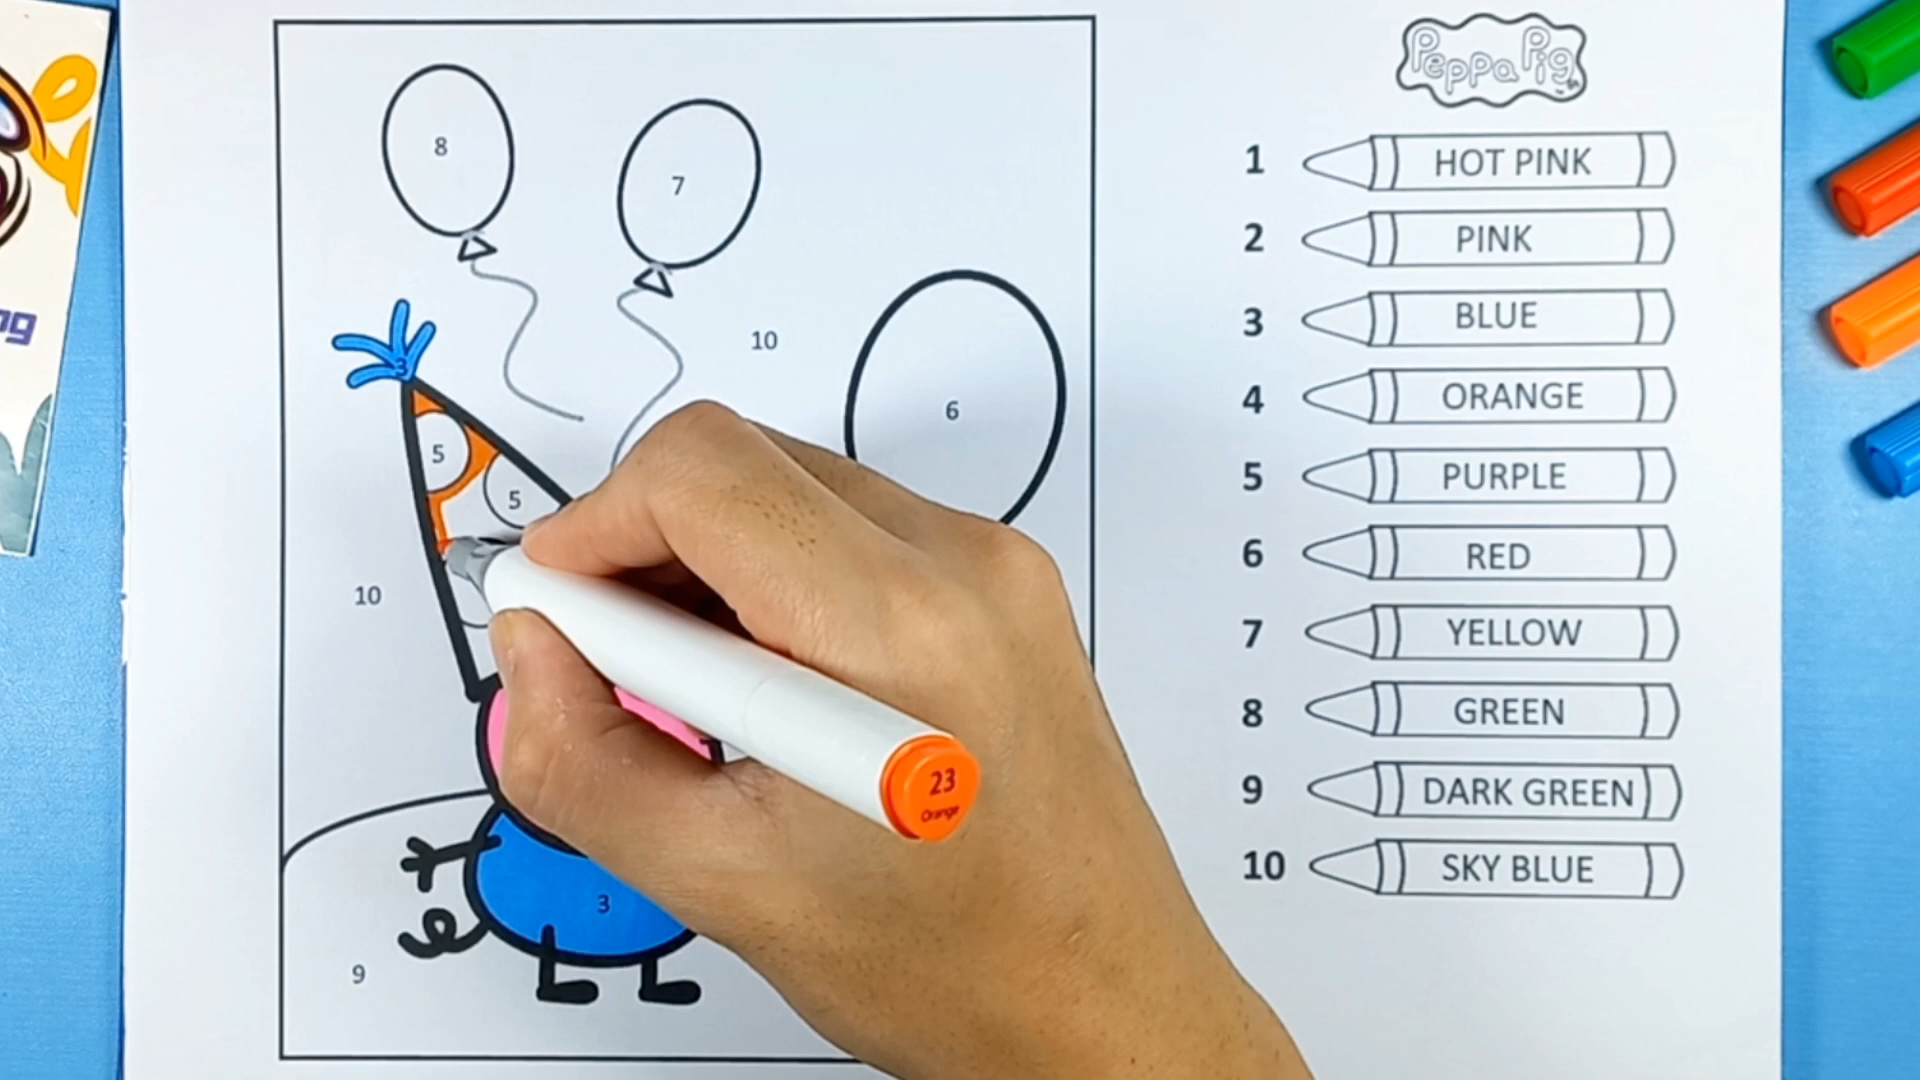 Peppa Pig
8
7
1 HOT PINK
2 PINK
10
3 BLUE
3
6
4 ORANGE
5
5 PURPLE
5
6 RED
10
7 YELLOW
8 GREEN
23
Orange
9 DARK GREEN
10 SKY BLUE
3
9